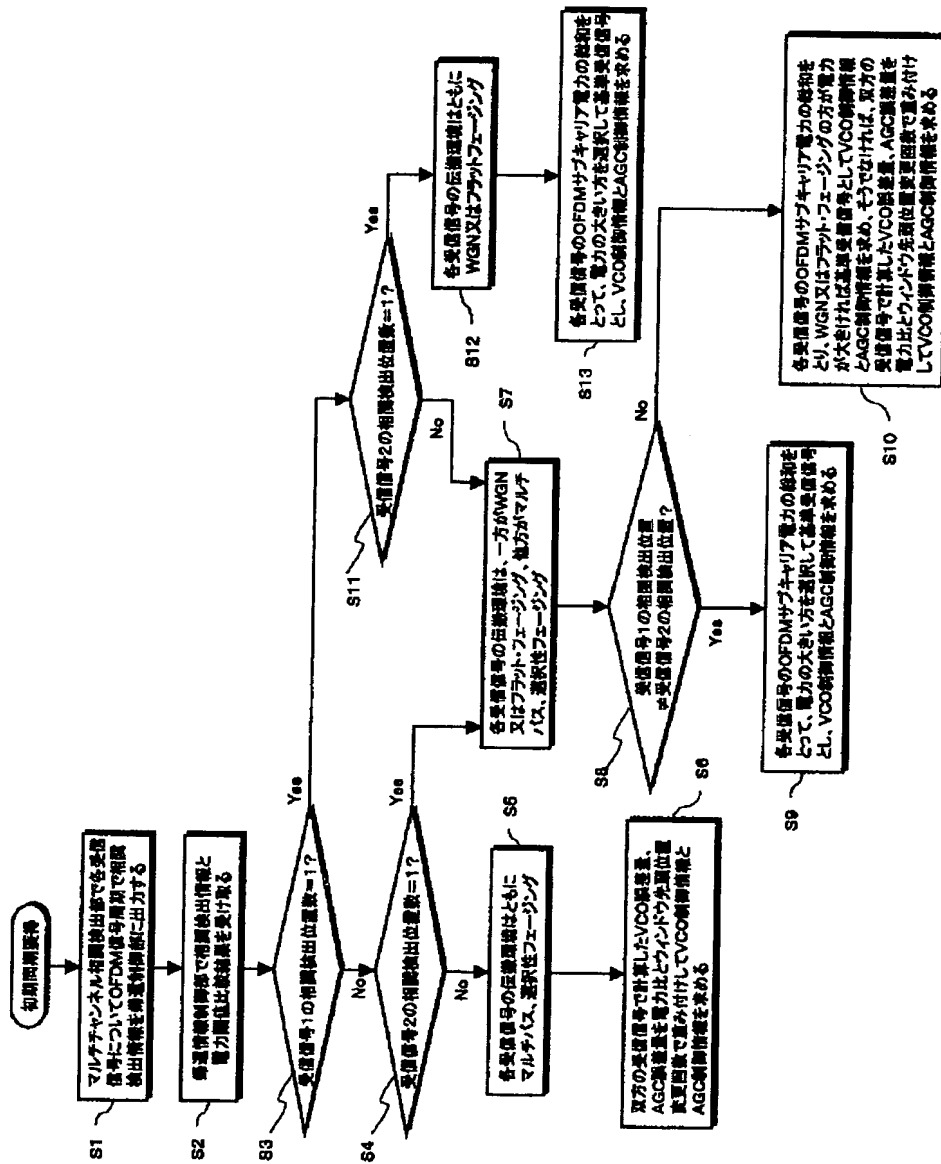 初期同期獲得
S1
マルチチャンネル相関検出部で各受信
信号についてOFDM信号周期で相関
検出情報を帰還制御部に出力する
S2
帰還情報制御部で相関検出情報と
電力閾値比較結果を受け取る
S3
受信信号1の相関検出位置数=1?
Yes
No
S4
受信信号2の相関検出位置数=1?
Yes
No
S5
各受信信号の伝搬環境はともに
マルチパス、選択性フェージング
S6
双方の受信信号で計算したVCO誤差量、
AGC誤差量を電力比とウィンドウ先頭位置
変更回数で重み付けしてVCO制御情報と
AGC制御情報を求める
S11
受信信号2の相関検出位置数=1?
Yes
No
S12
各受信信号の伝搬環境はともに
WGN又はフラットフェージング
S13
各受信信号のOFDMサブキャリア電力の総和を
とって、電力の大きい方を選択して基準受信信号
とし、VCO制御情報とAGC制御情報を求める
S7
各受信信号の伝搬環境は、一方がWGN
又はフラット・フェージング、他方がマルチ
パス、選択性フェージング
S8
受信信号1の相関検出位置
≠受信信号2の相関検出位置?
No
Yes
S9
各受信信号のOFDMサブキャリア電力の総和を
とって、電力の大きい方を選択して基準受信信号
とし、VCO制御情報とAGC制御情報を求める
S10
各受信信号のOFDMサブキャリア電力の総和を
とり、WGN又はフラット・フェージングの方が電力
が大きければ基準受信信号としてVCO制御情報
とAGC制御情報を求め、そうでなければ、双方の
受信信号で計算したVCO誤差量、AGC誤差量を
電力比とウィンドウ先頭位置変更回数で重み付け
してVCO制御情報とAGC制御情報を求める